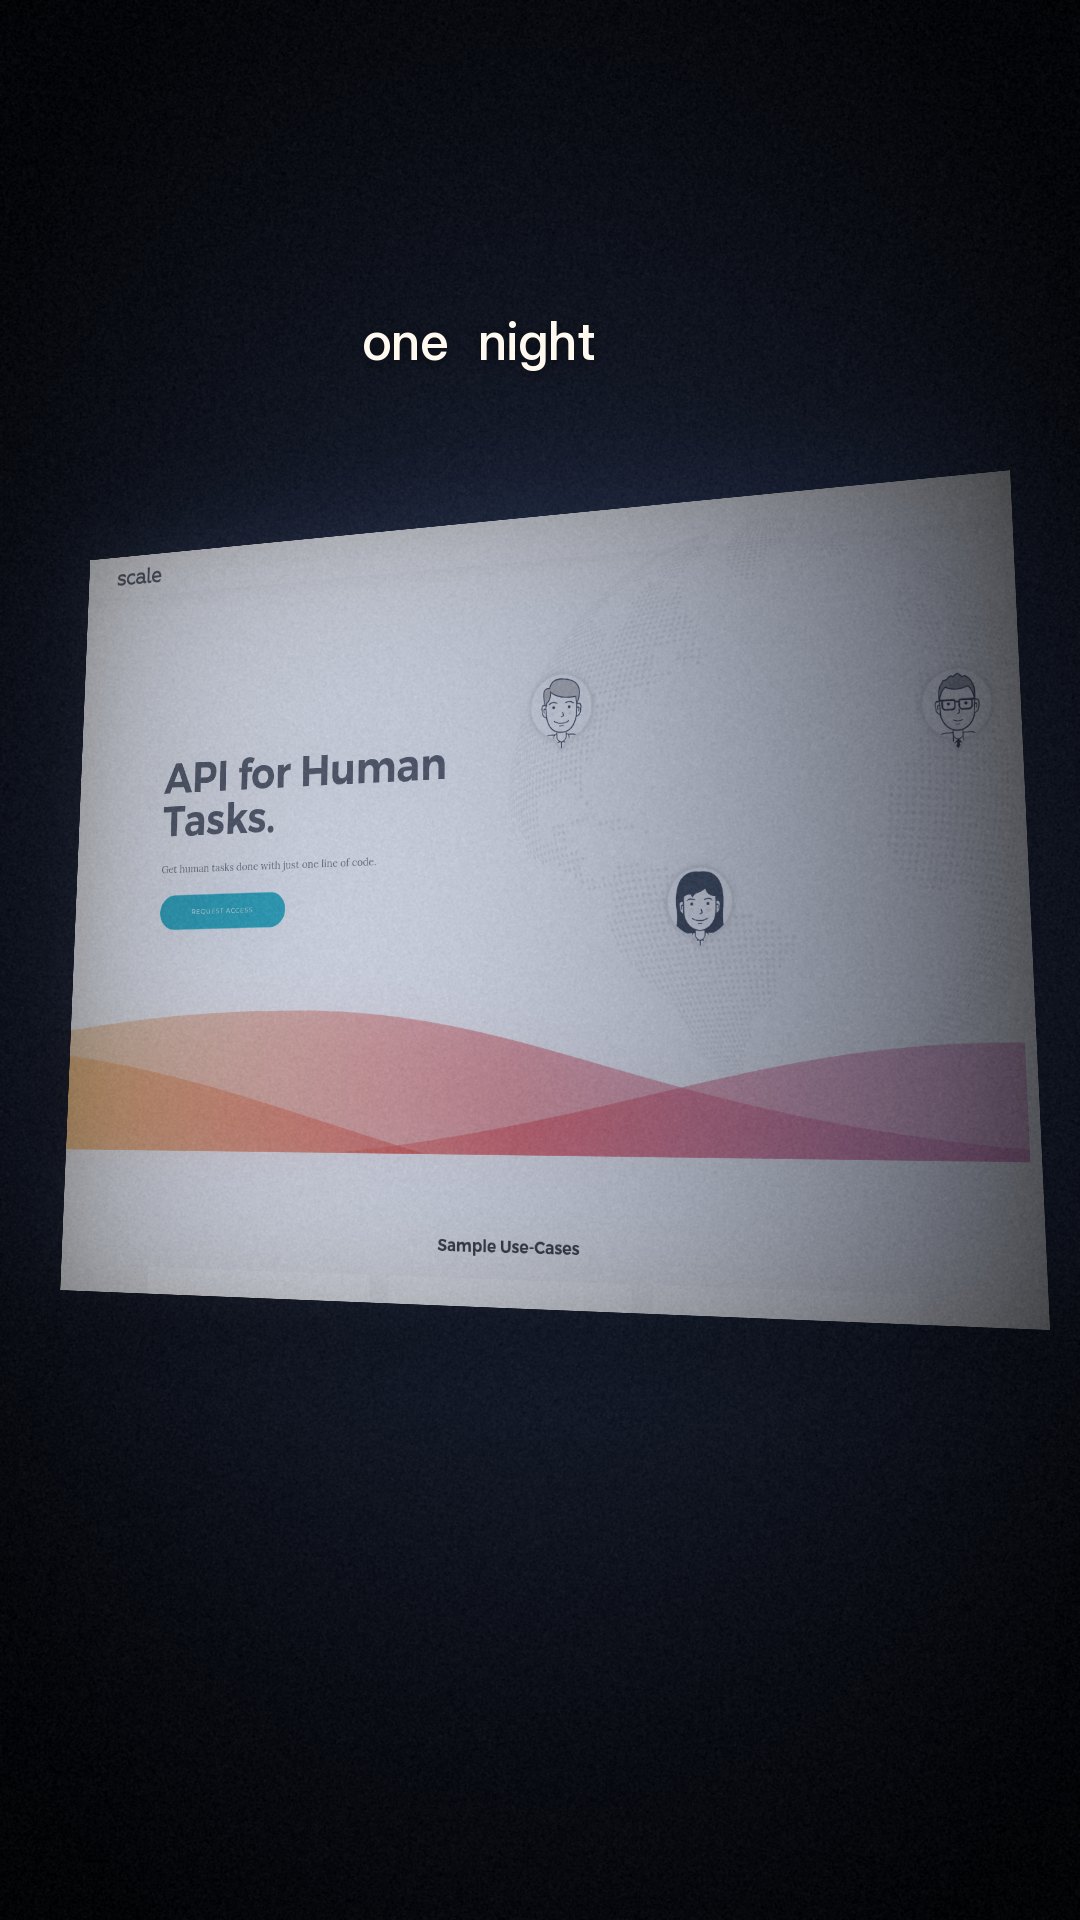 one night
scale
API for Human
Tasks.
Get human tasks done with just one line of code.
REQUEST ACCESS
Sample Use-Cases